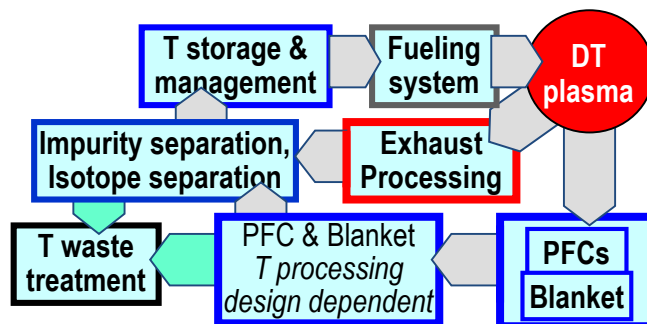 T storage &
management
Fueling
system
DT
plasma
Impurity separation,
Isotope separation
Exhaust
Processing
T waste
treatment
PFC & Blanket
T processing
design dependent
PFCs
Blanket